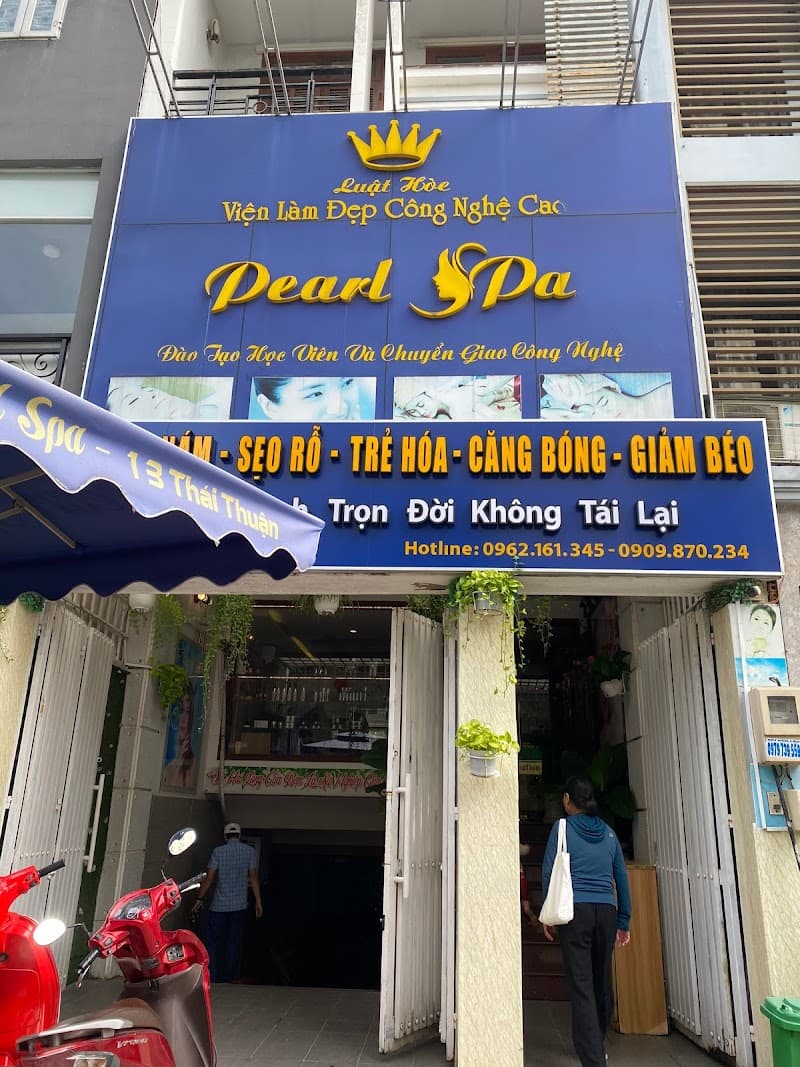 Luật Hòe
Viện Làm Đẹp Công Nghệ Cao
Pearl Spa
Đào Tạo Học Viên Và Chuyển Giao Công Nghệ
- SẸO RỖ - TRẺ HÓA - CĂNG BÓNG - GIẢM BÉO
Trọn Đời Không Tái Lại
Hotline: 0962.161.345 - 0909.870.234
Spa - 13 Thái Thuận